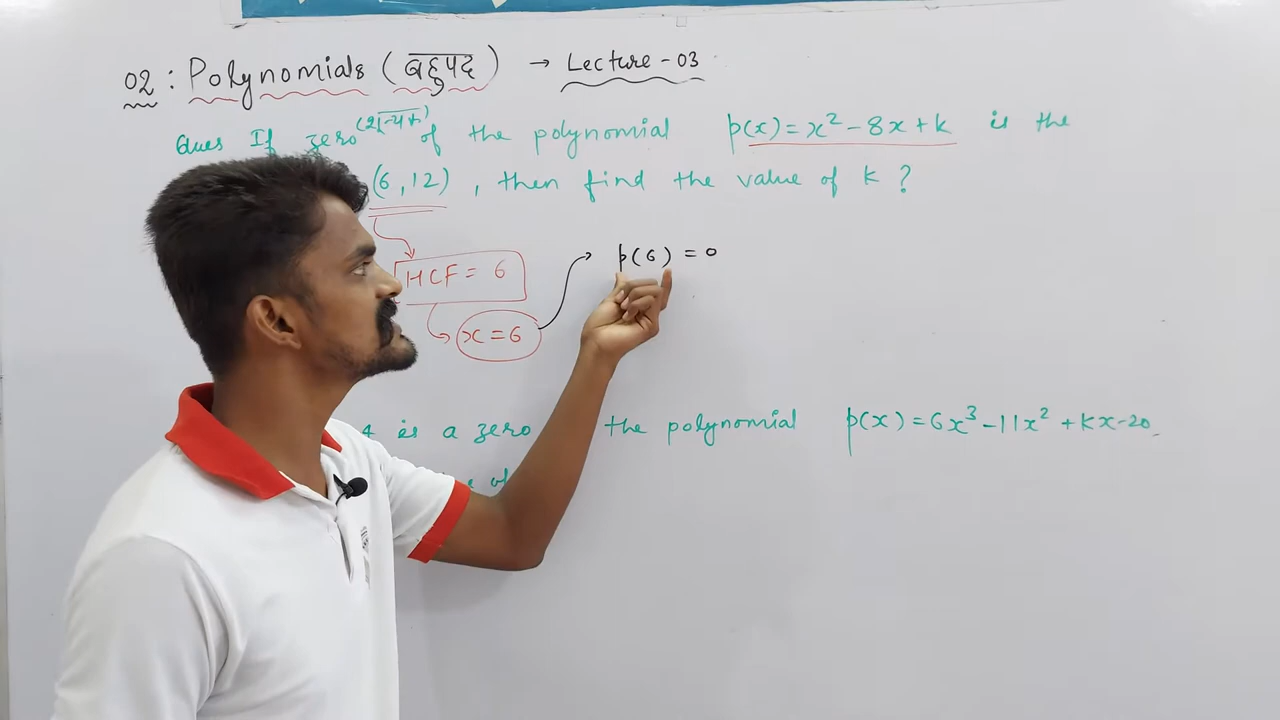 02 : Polynomials (बहुपद) → Lecture - 03
Ques If zero of the polynomial p(x) = x² - 8x + k is the
(6, 12), then find the value of k ?
HCF = 6
p(6) = 0
x = 6
4 is a zero the polynomial p(x) = 6x³ - 11x² + kx - 20
of